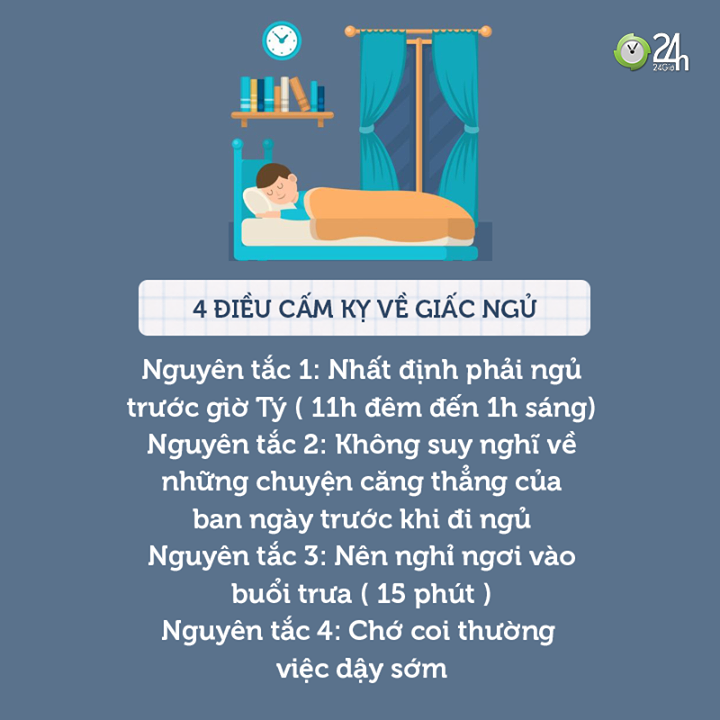 24h
24Giờ
4 ĐIỀU CẤM KỴ VỀ GIẤC NGỦ
Nguyên tắc 1: Nhất định phải ngủ
trước giờ Tý ( 11h đêm đến 1h sáng)
Nguyên tắc 2: Không suy nghĩ về
những chuyện căng thẳng của
ban ngày trước khi đi ngủ
Nguyên tắc 3: Nên nghỉ ngơi vào
buổi trưa ( 15 phút )
Nguyên tắc 4: Chớ coi thường
việc dậy sớm